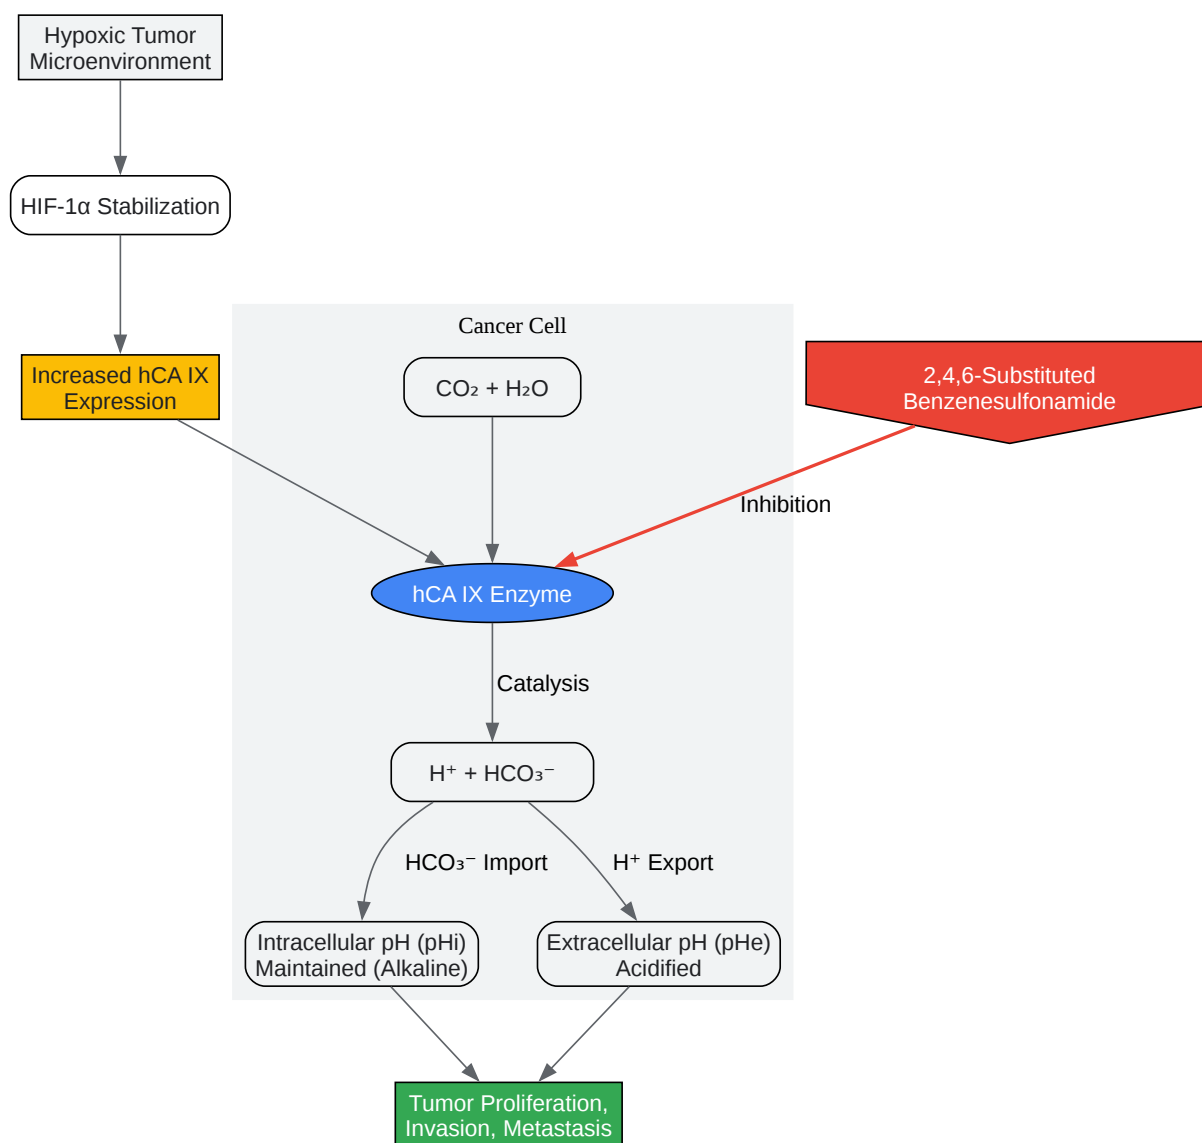 Hypoxic Tumor
Microenvironment
HIF-1α Stabilization
Increased hCA IX
Expression
Cancer Cell
CO₂ + H₂O
2,4,6-Substituted
Benzenesulfonamide
Inhibition
hCA IX Enzyme
Catalysis
H⁺ + HCO₃⁻
HCO₃⁻ Import
H⁺ Export
Intracellular pH (pHi)
Maintained (Alkaline)
Extracellular pH (pHe)
Acidified
Tumor Proliferation,
Invasion, Metastasis